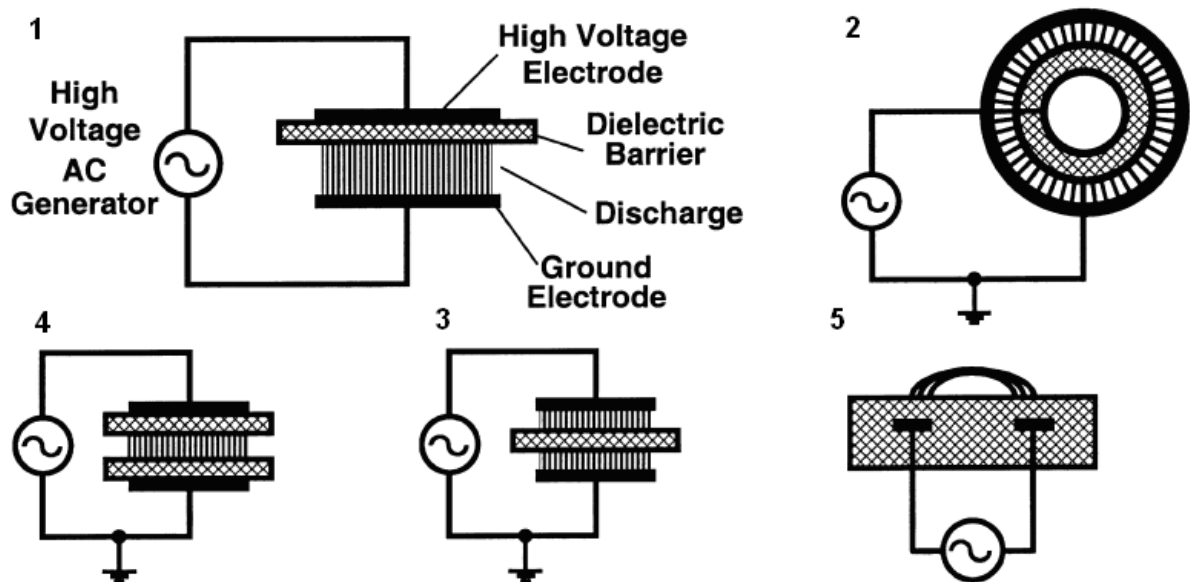 1
High Voltage
Electrode
High
Voltage
AC
Generator
Dielectric
Barrier
Discharge
Ground
Electrode
2
4
3
5